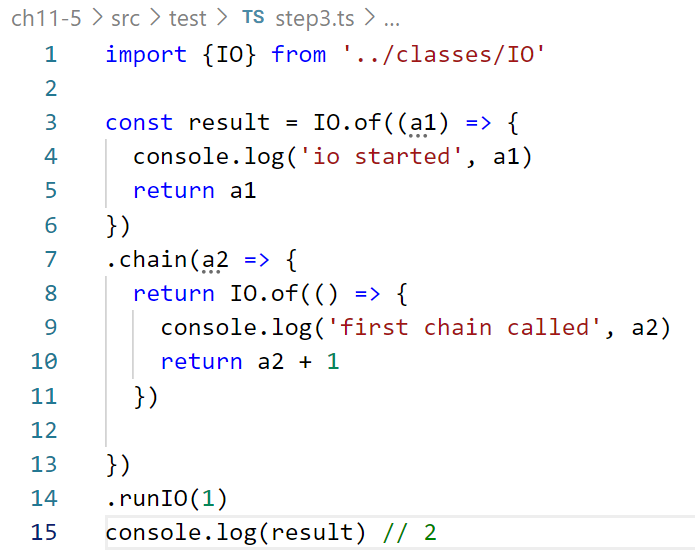 ch11-5 > src > test > TS step3.ts > ...
1 import {IO} from '../classes/IO'
2
3 const result = IO.of((a1) => {
4   console.log('io started', a1)
5   return a1
6 })
7 .chain(a2 => {
8   return IO.of(() => {
9     console.log('first chain called', a2)
10     return a2 + 1
11   })
12
13 })
14 .runIO(1)
15 console.log(result) // 2